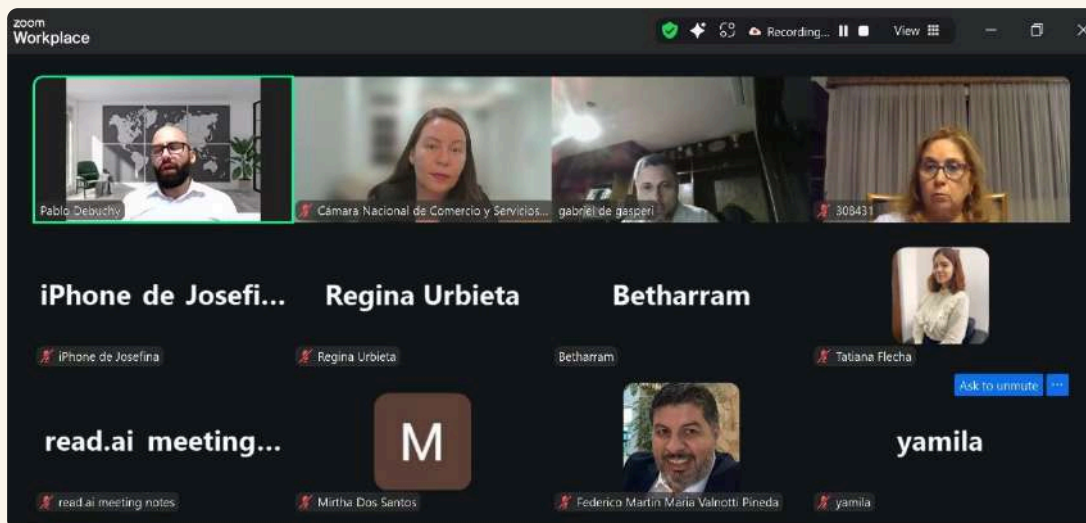 zoom
Workplace
Recording...
View
Pablo Debuchy
Cámara Nacional de Comercio y Servicios...
gabriel de gasperi
308431
iPhone de Josefi...
Regina Urbieta
Betharram
iPhone de Josefina
Regina Urbieta
Betharram
Tatiana Flecha
Ask to unmute
...
read.ai meeting...
M
yamila
read.ai meeting notes
Mirtha Dos Santos
Federico Martin Maria Valnotti Pineda
yamila